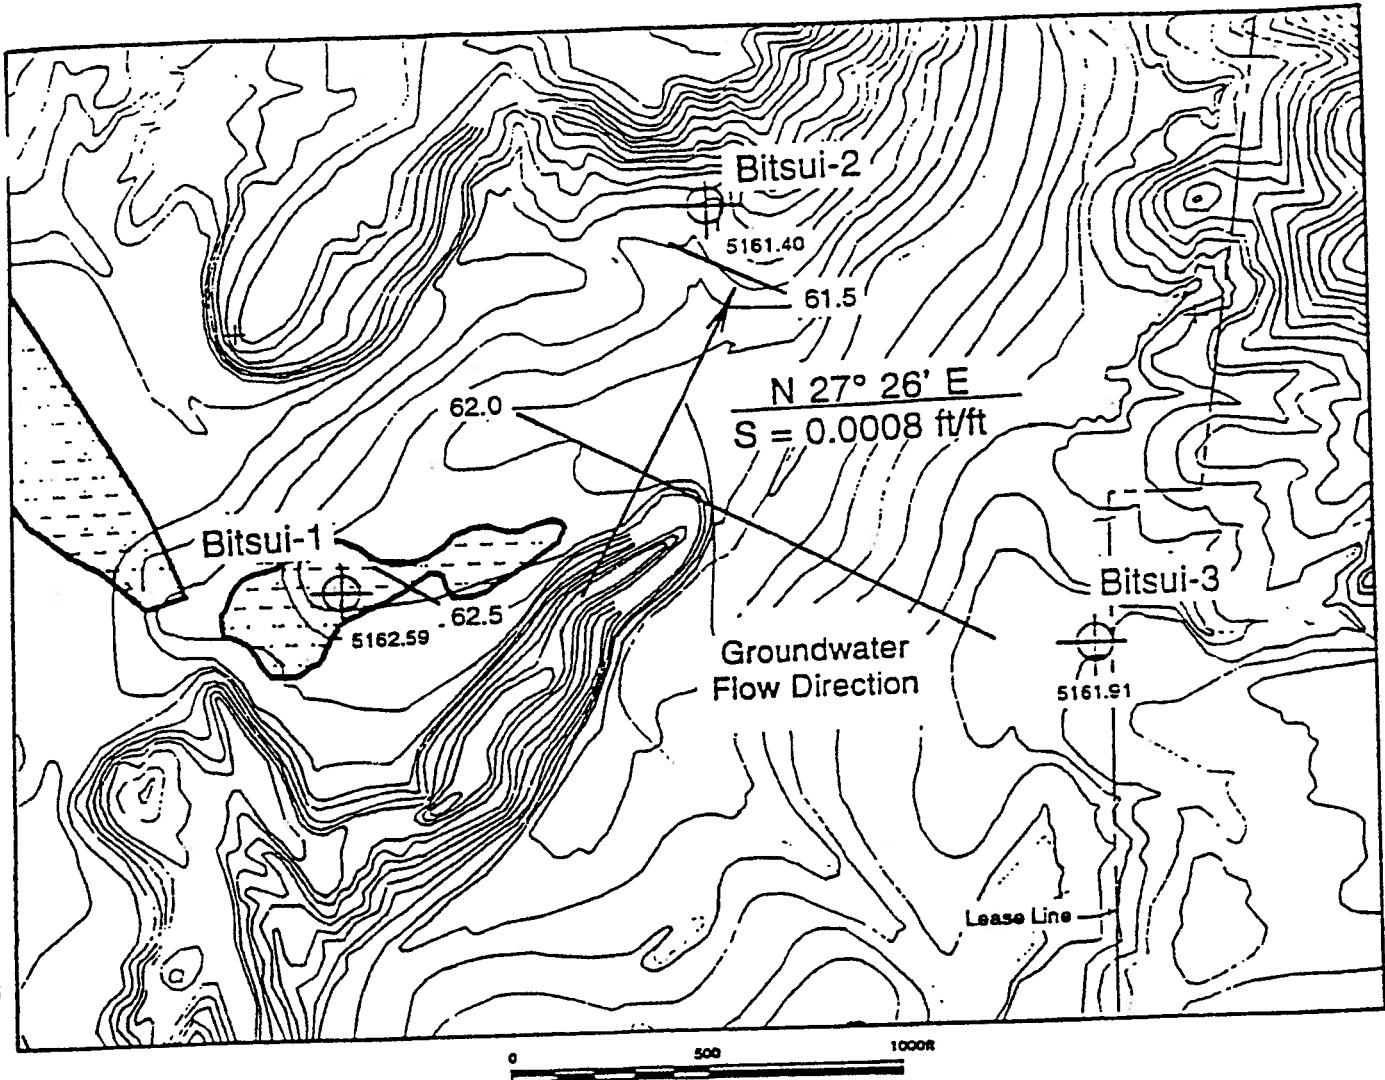 Bitsui-2
5161.40
61.5
N 27° 26' E
S = 0.0008 ft/ft
62.0
Bitsui-1
62.5
5162.59
Bitsui-3
5161.91
Groundwater
Flow Direction
Lease Line
0 500 1000ft